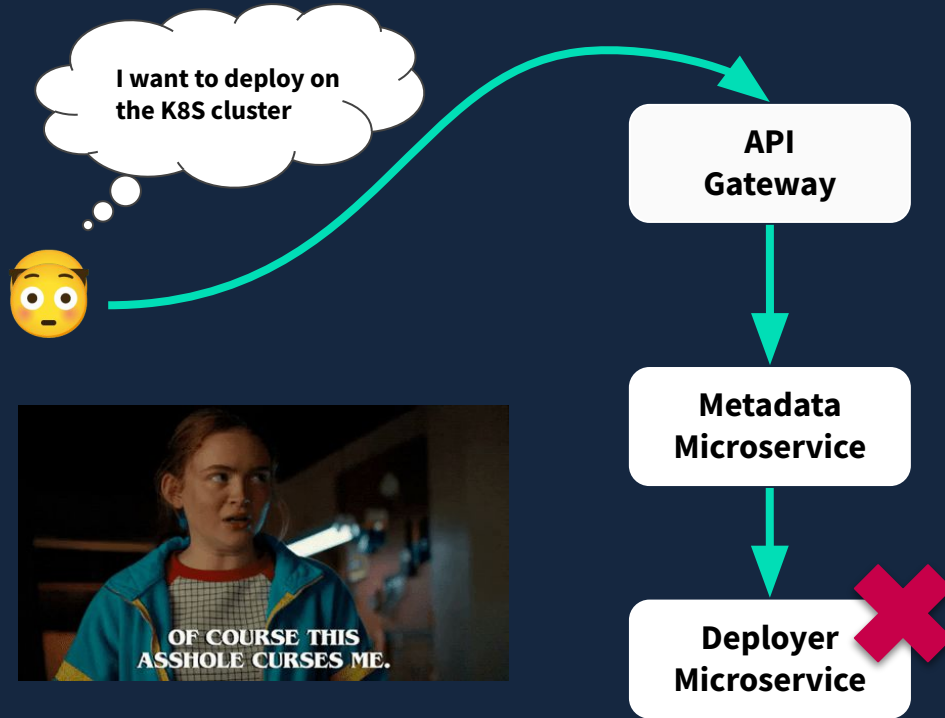 I want to deploy on
the K8S cluster
API
Gateway
Metadata
Microservice
OF COURSE THIS
ASSHOLE CURSES ME.
Deployer
Microservice